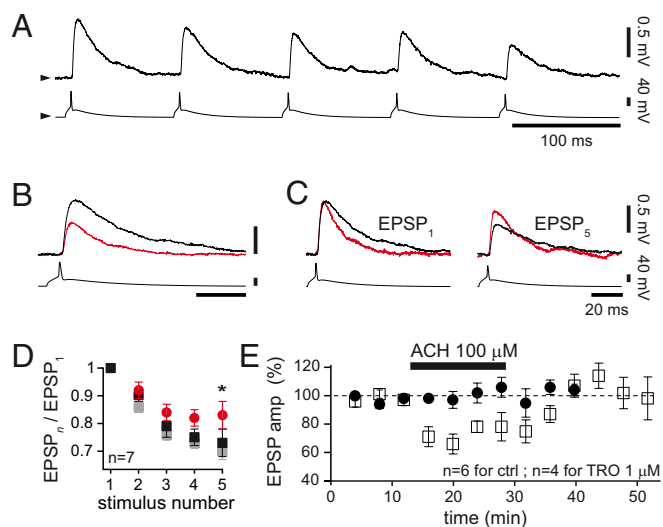 A
0.5 mV
40 mV
100 ms
B
C
EPSP1
EPSP5
0.5 mV
40 mV
20 ms
D
EPSPn / EPSP1
1
0.9
0.8
0.7
*
n=7
1 2 3 4 5
stimulus number
E
EPSP amp (%)
120
100
80
60
40
ACH 100 µM
n=6 for ctrl ; n=4 for TRO 1 µM
0 10 20 30 40 50
time (min)